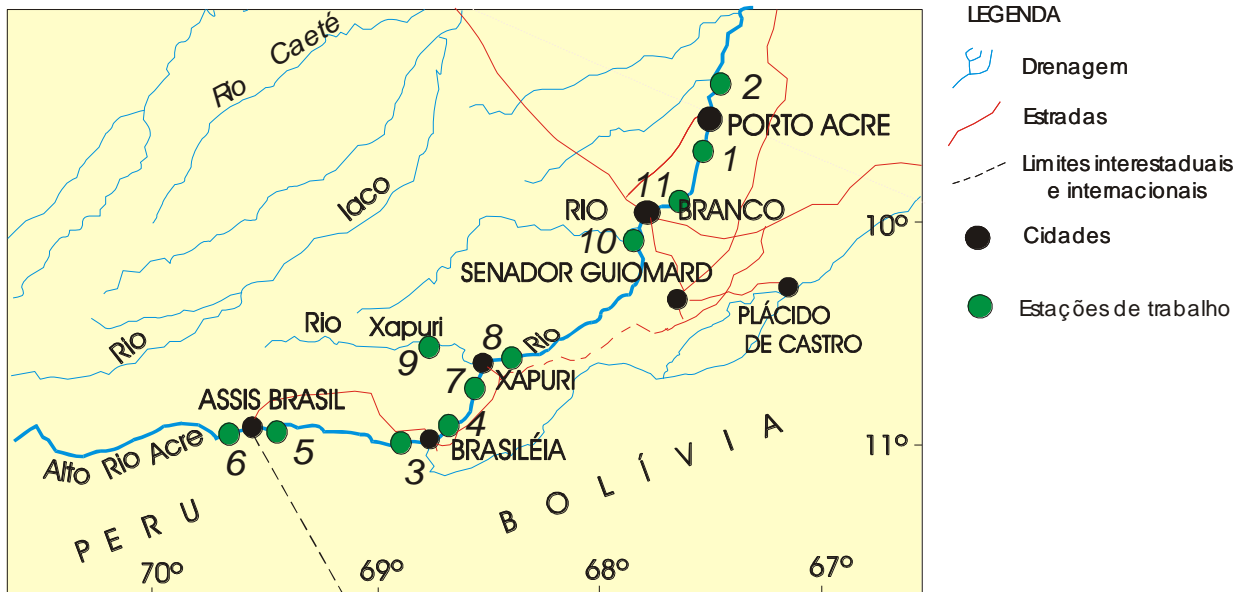 Rio Caeté
2
PORTO ACRE
1
11
RIO BRANCO
10
10º
Iaco
Rio
SENADOR GUIOMARD
PLÁCIDO
DE CASTRO
Rio Xapuri
9
8
Rio
XAPURI
7
ASSIS BRASIL
4
BRASILÉIA
3
5
6
Alto Rio Acre
11º
PERU
BOLÍVIA
70º
69º
68º
67º
LEGENDA
Drenagem
Estradas
Limites interestaduais
e internacionais
Cidades
Estações de trabalho